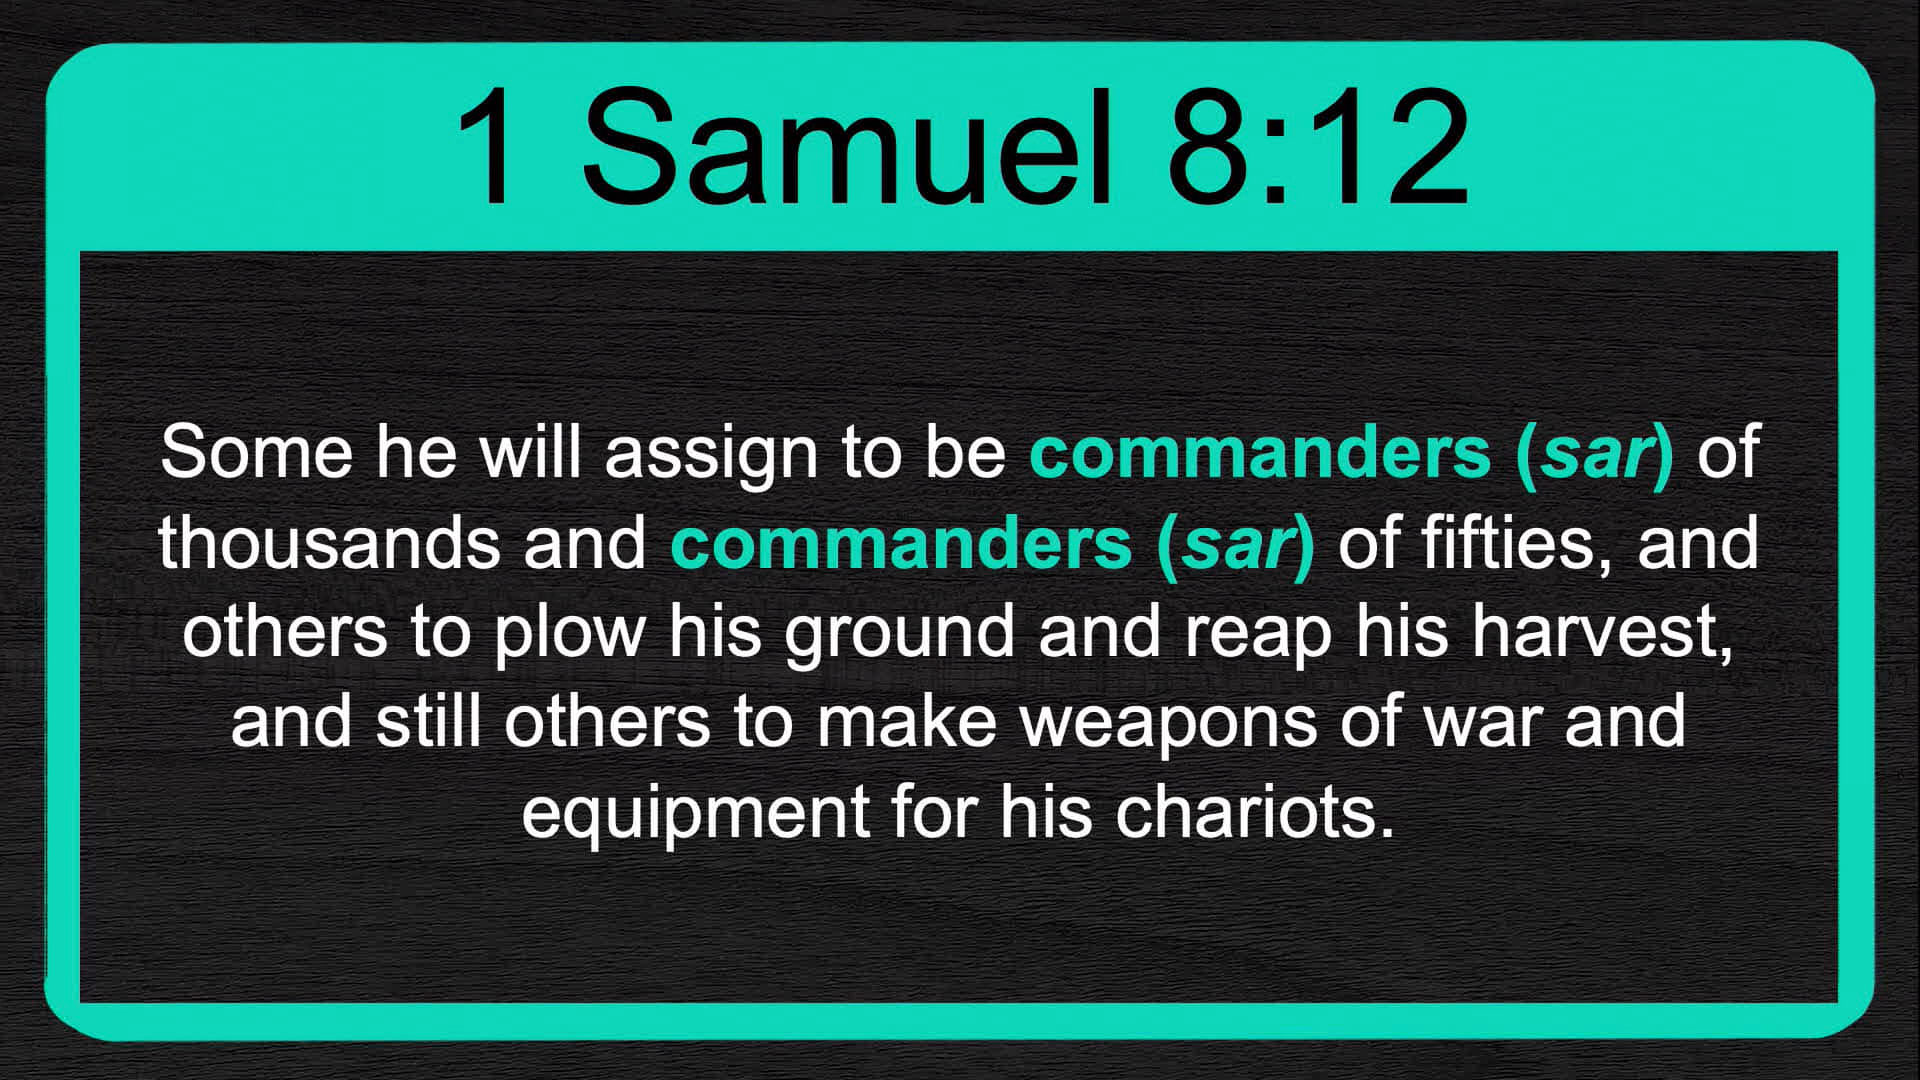 1 Samuel 8:12
Some he will assign to be commanders (sar) of
thousands and commanders (sar) of fifties, and
others to plow his ground and reap his harvest,
and still others to make weapons of war and
equipment for his chariots.